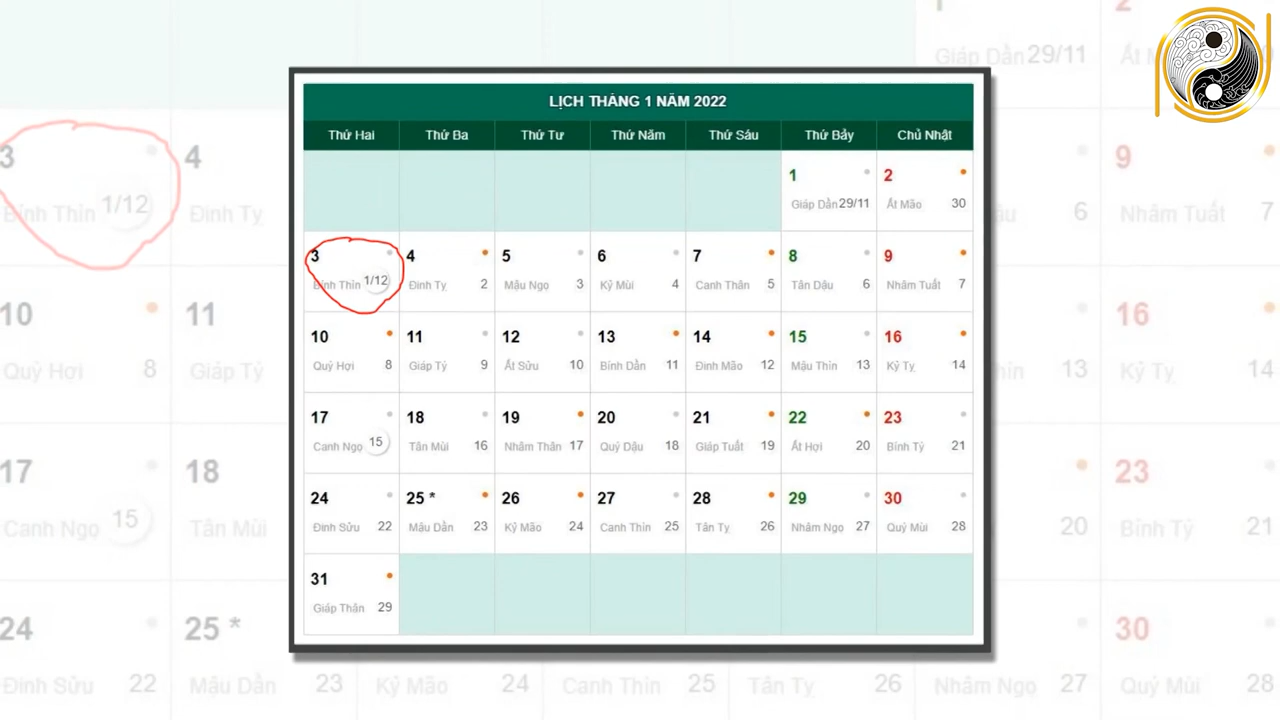 LỊCH THÁNG 1 NĂM 2022
Thứ Hai Thứ Ba Thứ Tư Thứ Năm Thứ Sáu Thứ Bảy Chủ Nhật
1 2
Giáp Dần 29/11 Ất Mão 30
3 4 5 6 7 8 9
Bính Thìn 1/12 Đinh Tỵ 2 Mậu Ngọ 3 Kỷ Mùi 4 Canh Thân 5 Tân Dậu 6 Nhâm Tuất 7
10 11 12 13 14 15 16
Quý Hợi 8 Giáp Tý 9 Ất Sửu 10 Bính Dần 11 Đinh Mão 12 Mậu Thìn 13 Kỷ Tỵ 14
17 18 19 20 21 22 23
Canh Ngọ 15 Tân Mùi 16 Nhâm Thân 17 Quý Dậu 18 Giáp Tuất 19 Ất Hợi 20 Bính Tý 21
24 25 * 26 27 28 29 30
Đinh Sửu 22 Mậu Dần 23 Kỷ Mão 24 Canh Thìn 25 Tân Tỵ 26 Nhâm Ngọ 27 Quý Mùi 28
31
Giáp Thân 29